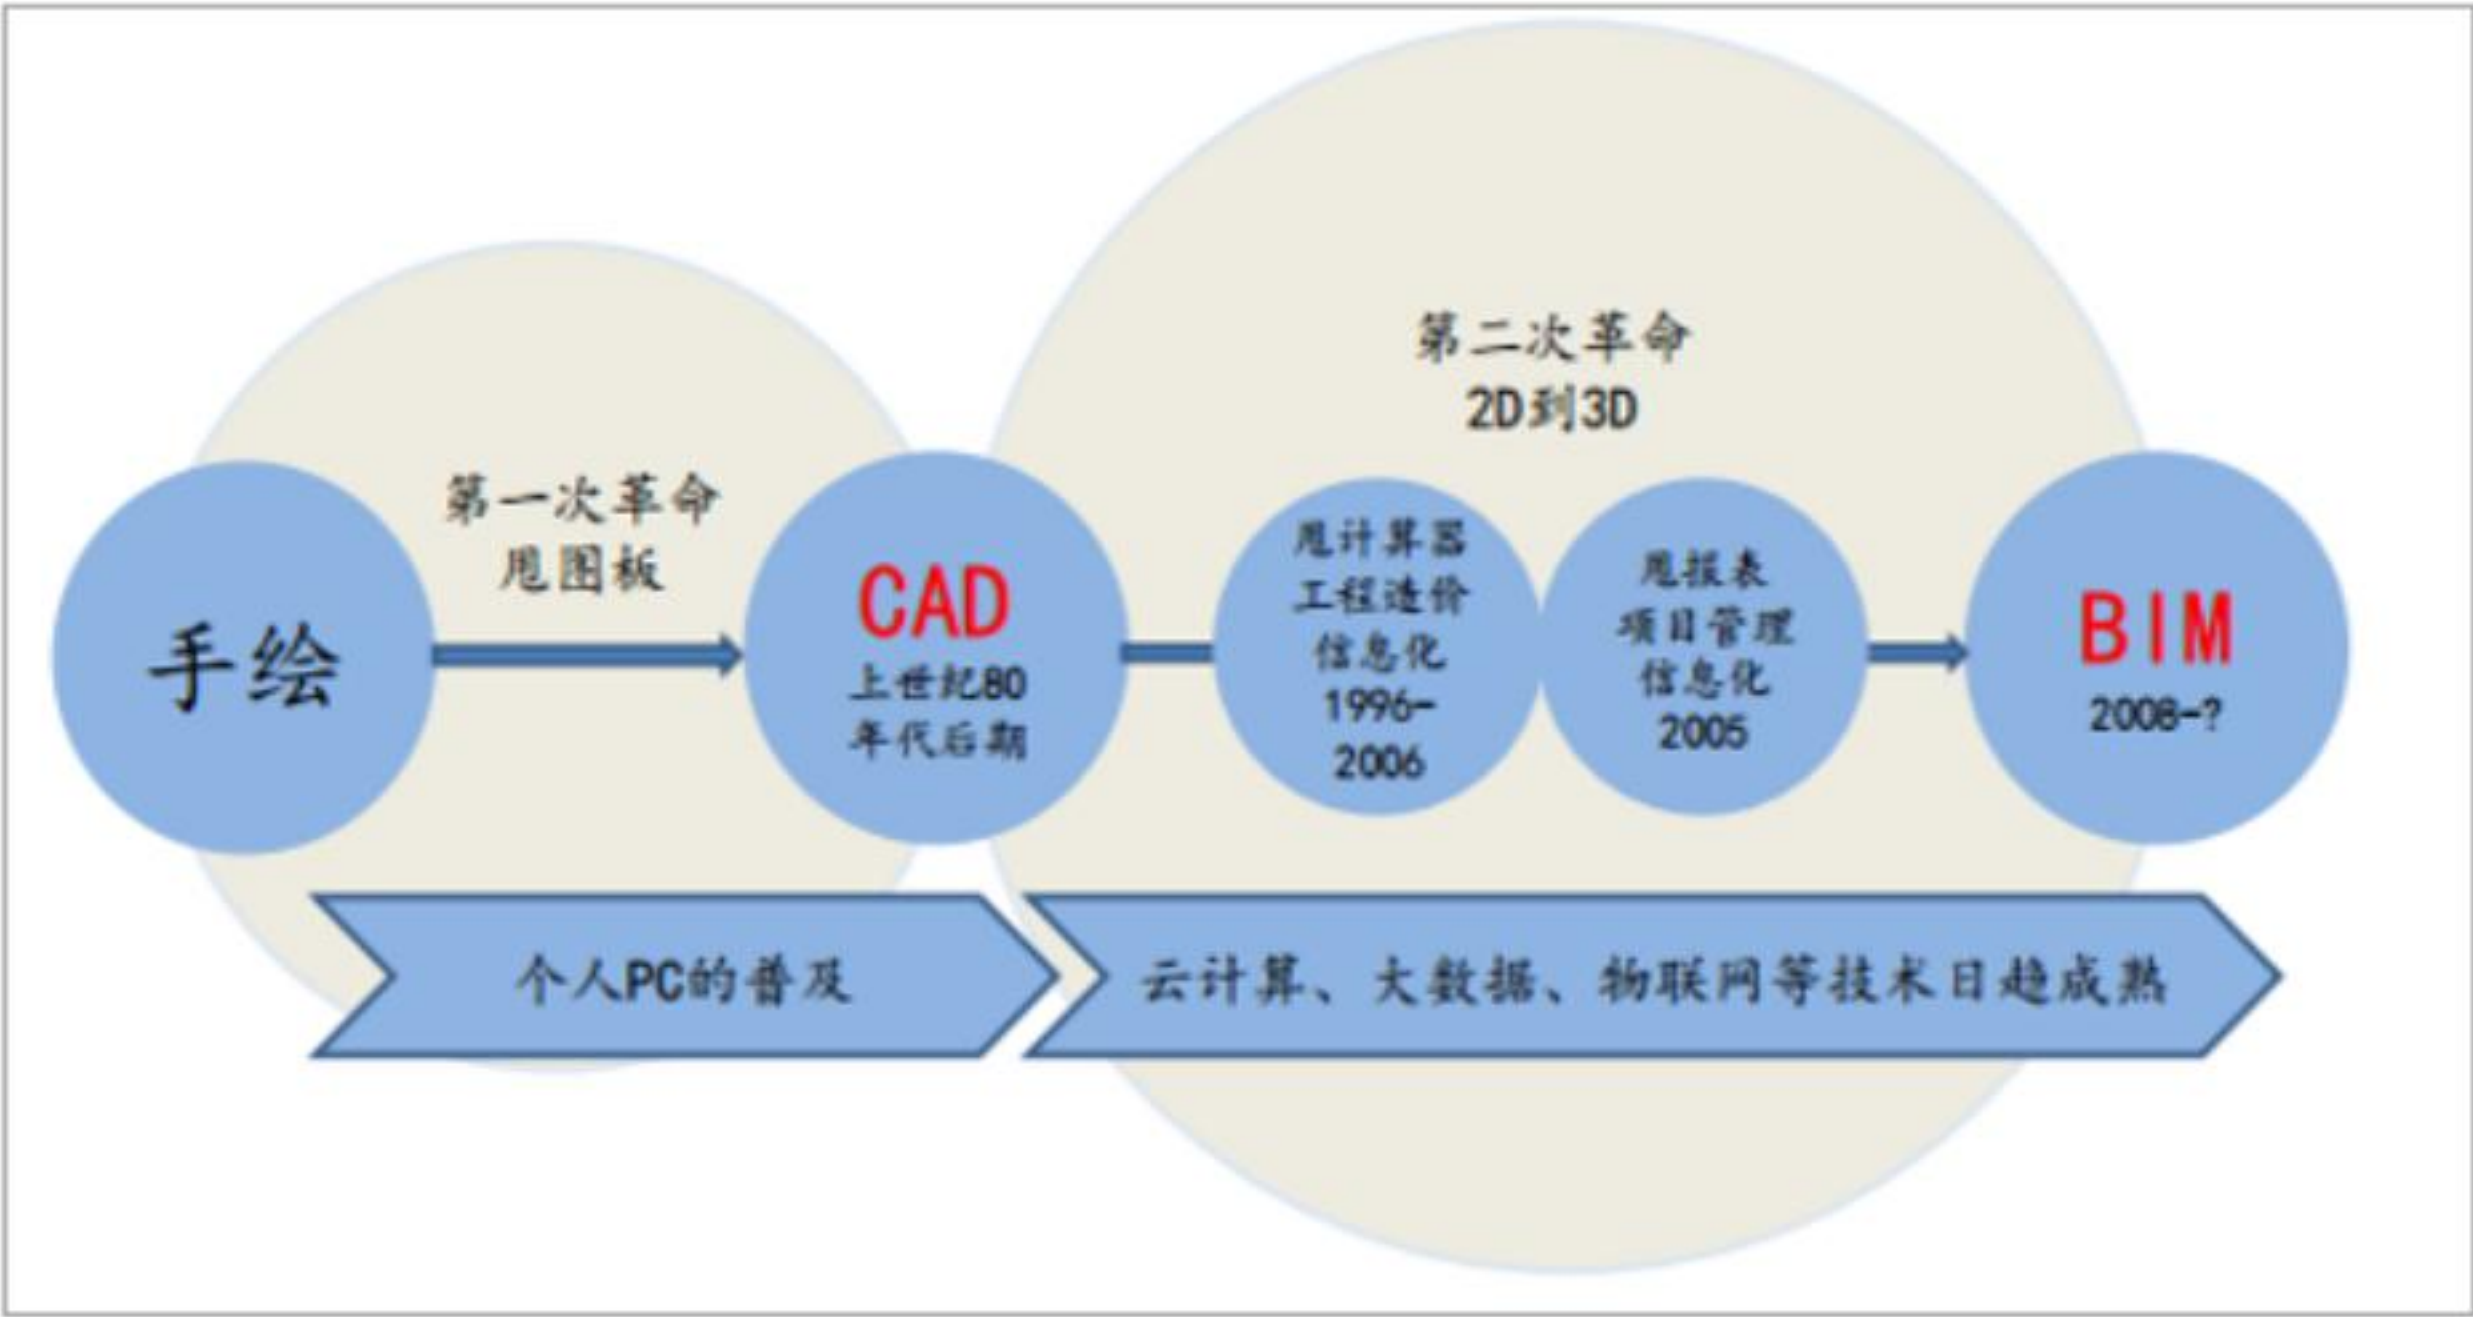 手绘
第一次革命
甩图板
CAD
上世纪80
年代后期
第二次革命
2D到3D
甩计算器
工程造价
信息化
1996-
2006
甩报表
项目管理
信息化
2005
BIM
2008-?
个人PC的普及
云计算、大数据、物联网等技术日趋成熟